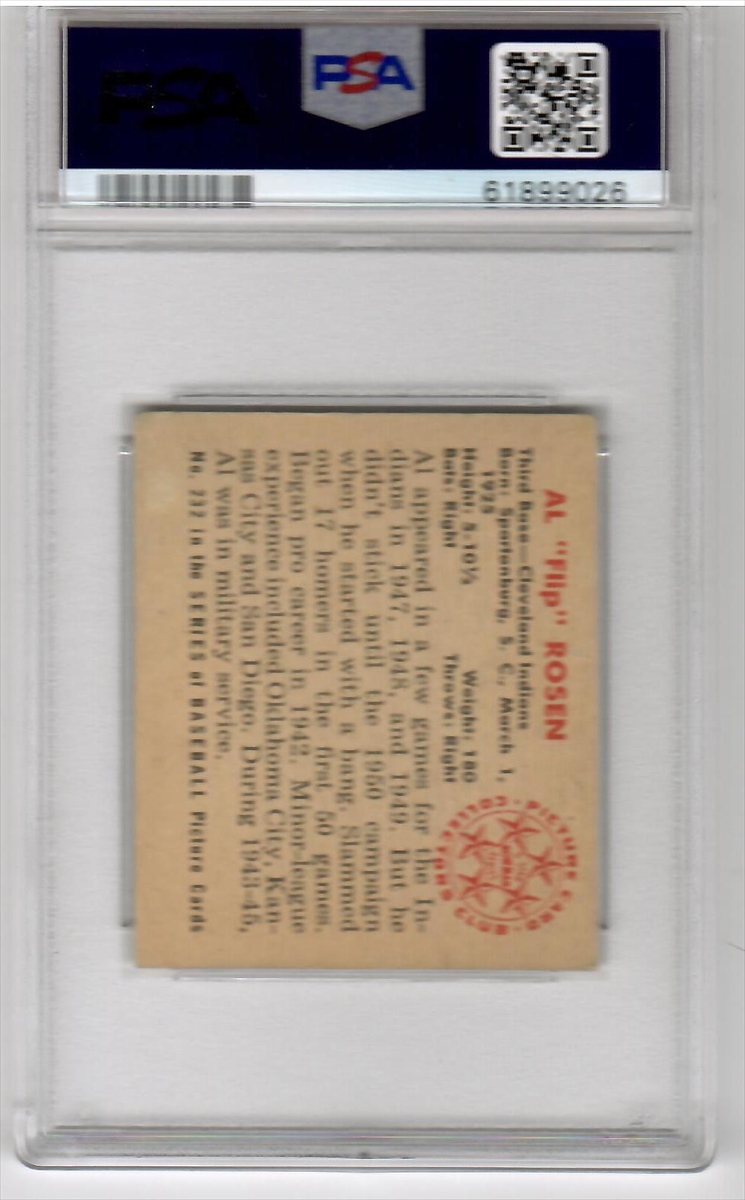 PSA
PSA
61899026
AL "Flip" ROSEN
Third Base—Cleveland Indians
Born: Spartanburg, S. C., March 1,
1925
Height: 5-10½ Weight: 180
Bats: Right Throws: Right
Al appeared in a few games for the In-
dians in 1947, 1948, and 1949. But he
didn't stick until the 1950 campaign
when he started with a bang. Slammed
out 17 homers in the first 50 games.
Began pro career in 1942. Minor-league
experience included Oklahoma City, Kan-
sas City and San Diego. During 1943-45,
Al was in military service.
No. 232 in the SERIES of BASEBALL Picture Cards
PICTURE CARD COLLECTORS CLUB